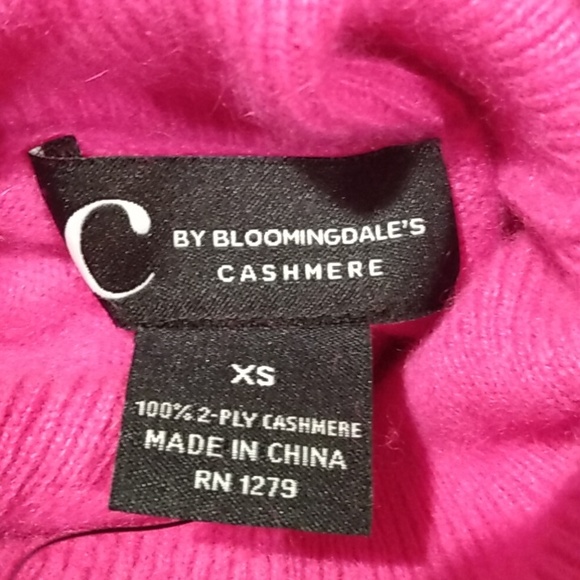 C BY BLOOMINGDALE'S
CASHMERE
XS
100% 2-PLY CASHMERE
MADE IN CHINA
RN 1279